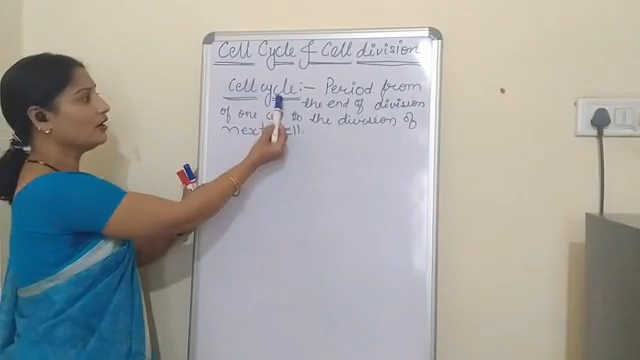 Cell Cycle & Cell division
Cell cycle :- Period from
the end of division
of one to the division of
next cell.